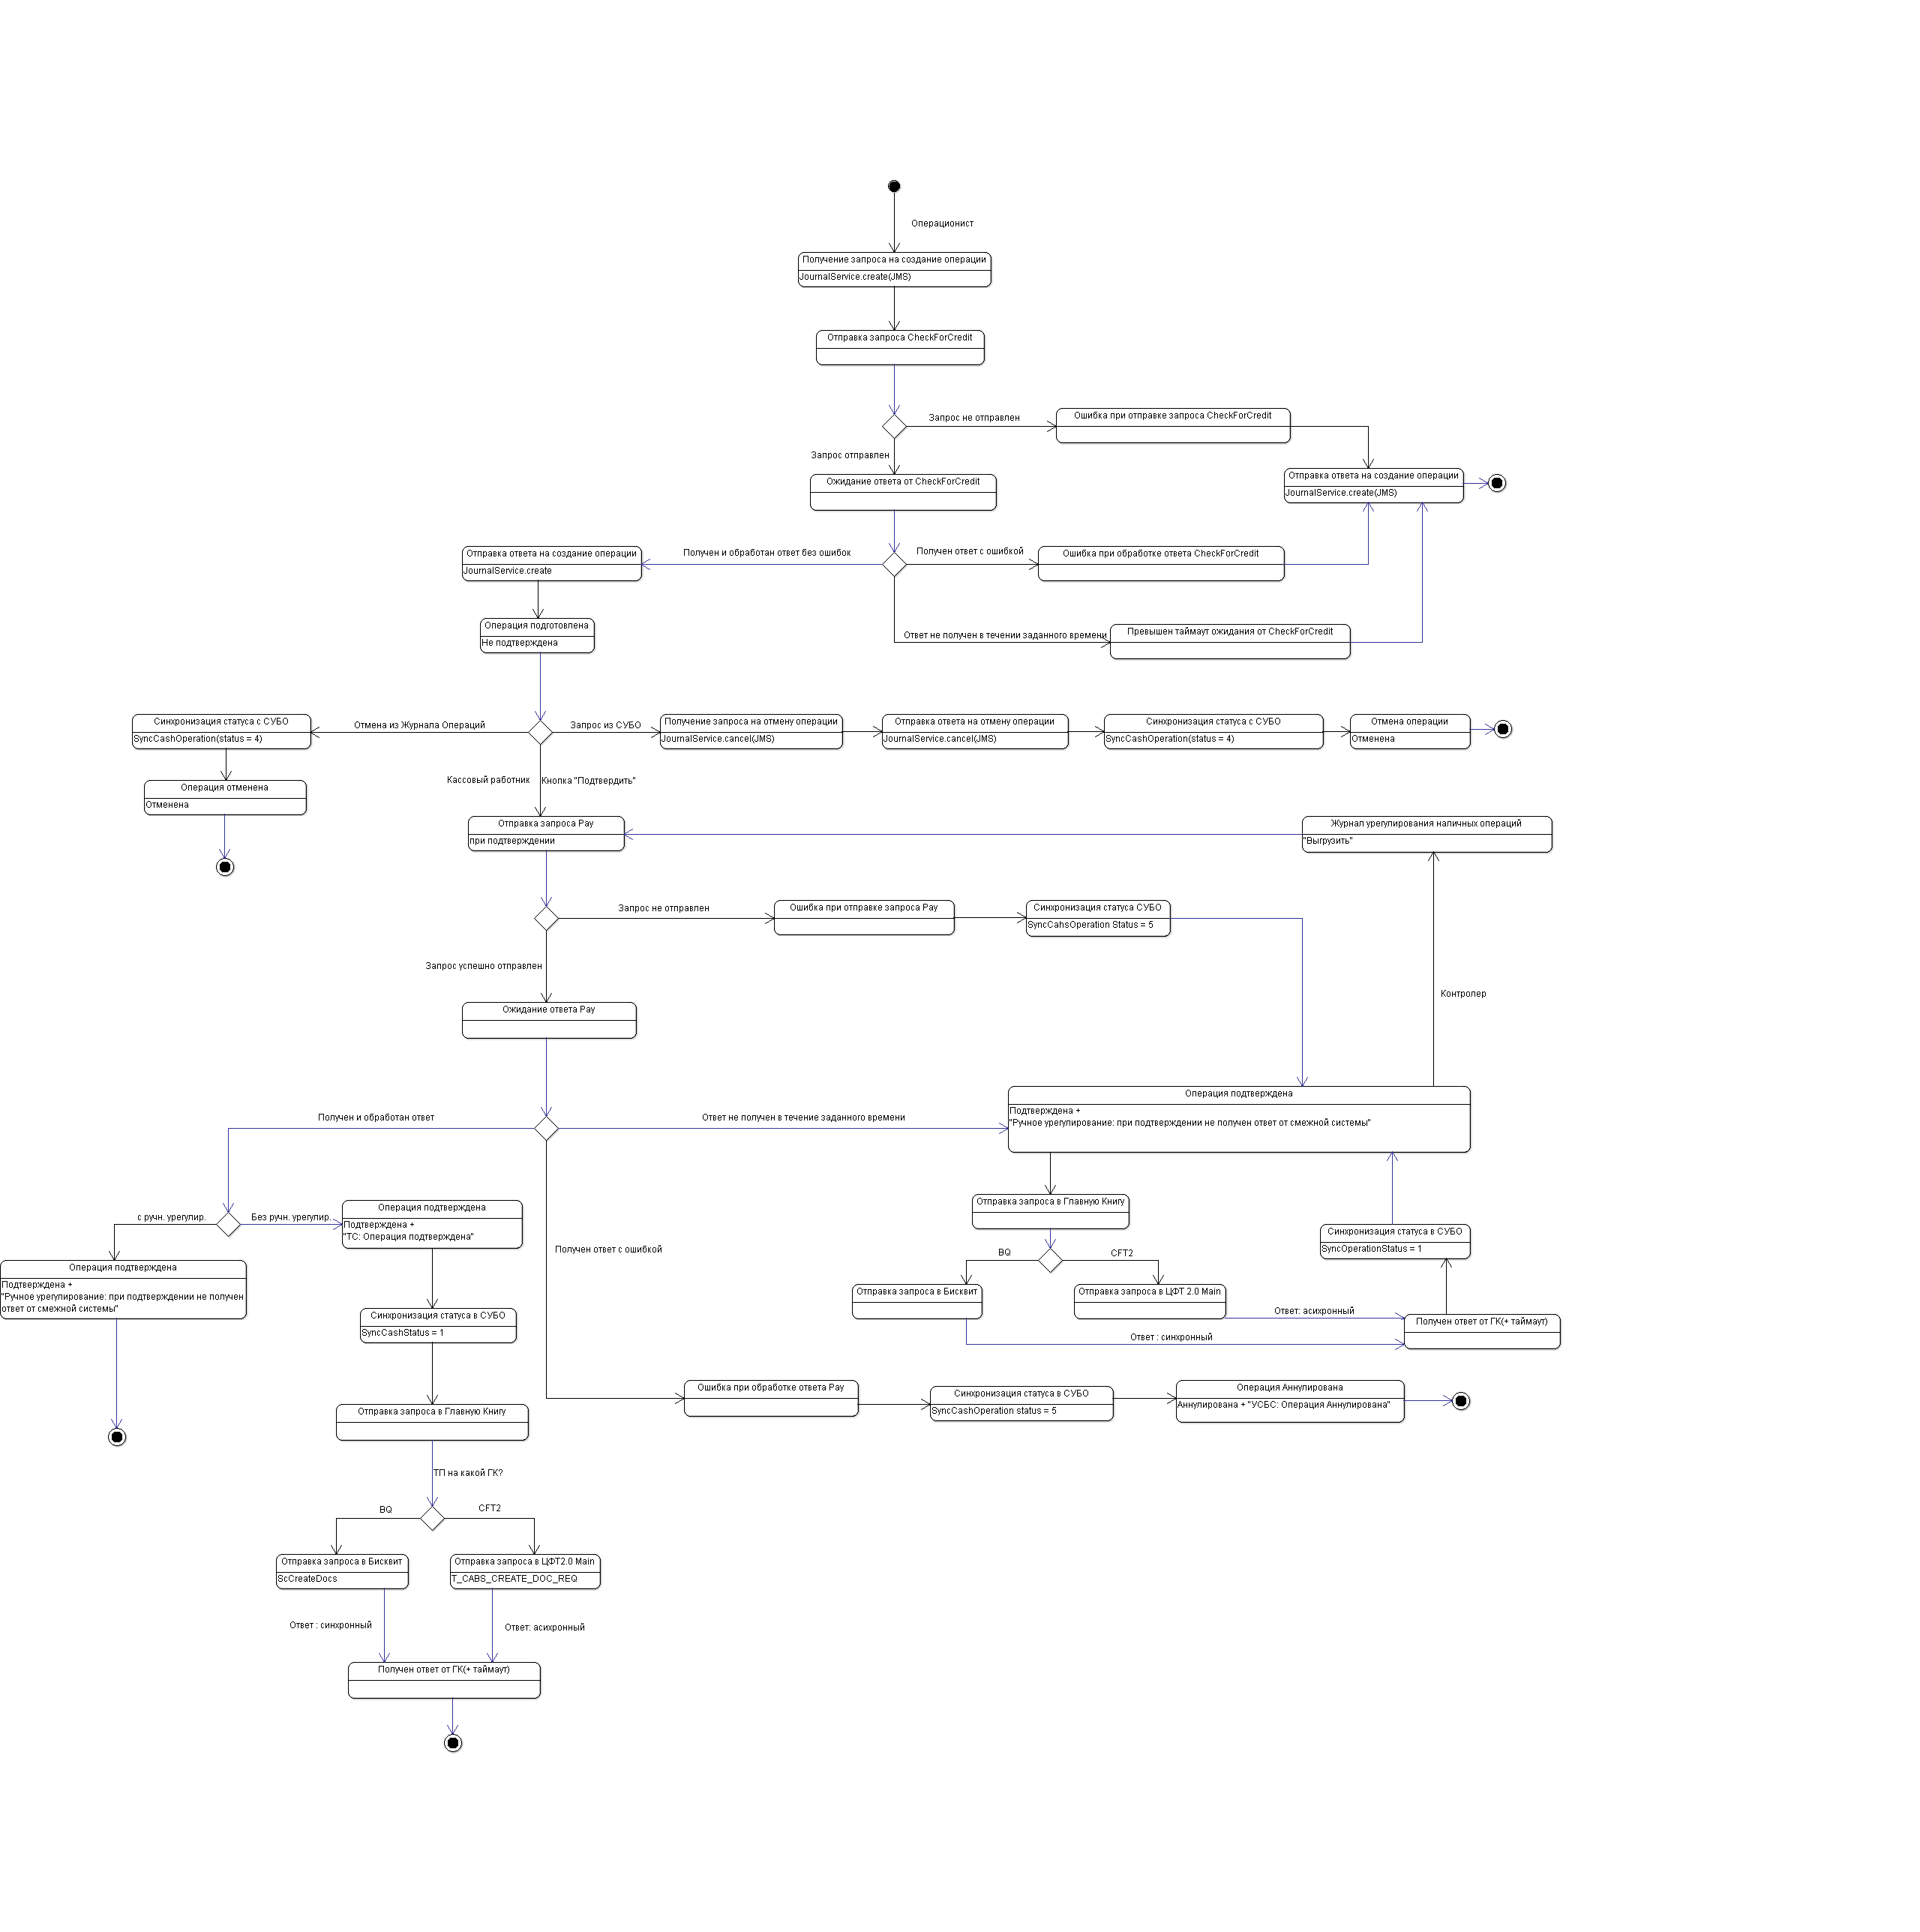 Операционист
Получение запроса на создание операции
JournalService.create(JMS)
Отправка запроса CheckForCredit
Запрос не отправлен
Ошибка при отправке запроса CheckForCredit
Запрос отправлен
Ожидание ответа от CheckForCredit
Отправка ответа на создание операции
JournalService.create(JMS)
Отправка ответа на создание операции
JournalService.create
Получен и обработан ответ без ошибок
Получен ответ с ошибкой
Ошибка при обработке ответа CheckForCredit
Операция подготовлена
Не подтверждена
Ответ не получен в течении заданного времени
Превышен таймаут ожидания от CheckForCredit
Синхронизация статуса с СУБО
SyncCashOperation(status = 4)
Отмена из Журнала Операций
Запрос из СУБО
Получение запроса на отмену операции
JournalService.cancel(JMS)
Отправка ответа на отмену операции
JournalService.cancel(JMS)
Синхронизация статуса с СУБО
SyncCashOperation(status = 4)
Отмена операции
Отменена
Операция отменена
Отменена
Кассовый работник
Кнопка "Подтвердить"
Отправка запроса Pay
при подтверждении
Журнал урегулирования наличных операций
"Выгрузить"
Запрос не отправлен
Ошибка при отправке запроса Pay
Синхронизация статуса СУБО
SyncCahsOperation Status = 5
Запрос успешно отправлен
Контролер
Ожидание ответа Pay
Получен и обработан ответ
Ответ не получен в течение заданного времени
Операция подтверждена
Подтверждена +
"Ручное урегулирование: при подтверждении не получен ответ от смежной системы"
с ручн. урегулир.
Без ручн. урегулир.
Операция подтверждена
Подтверждена +
"ТС: Операция подтверждена"
Отправка запроса в Главную Книгу
Синхронизация статуса в СУБО
SyncOperationStatus = 1
Получен ответ с ошибкой
BQ
CFT2
Операция подтверждена
Подтверждена +
"Ручное урегулирование: при подтверждении не получен
ответ от смежной системы"
Отправка запроса в Бисквит
Отправка запроса в ЦФТ 2.0 Main
Ответ: асихронный
Ответ : синхронный
Получен ответ от ГК(+ таймаут)
Синхронизация статуса в СУБО
SyncCashStatus = 1
Ошибка при обработке ответа Pay
Синхронизация статуса в СУБО
SyncCashOperation status = 5
Операция Аннулирована
Аннулирована + "УСБС: Операция Аннулирована"
Отправка запроса в Главную Книгу
ТП на какой ГК?
BQ
CFT2
Отправка запроса в Бисквит
ScCreateDocs
Отправка запроса в ЦФТ2.0 Main
T_CABS_CREATE_DOC_REQ
Ответ : синхронный
Ответ: асихронный
Получен ответ от ГК(+ таймаут)